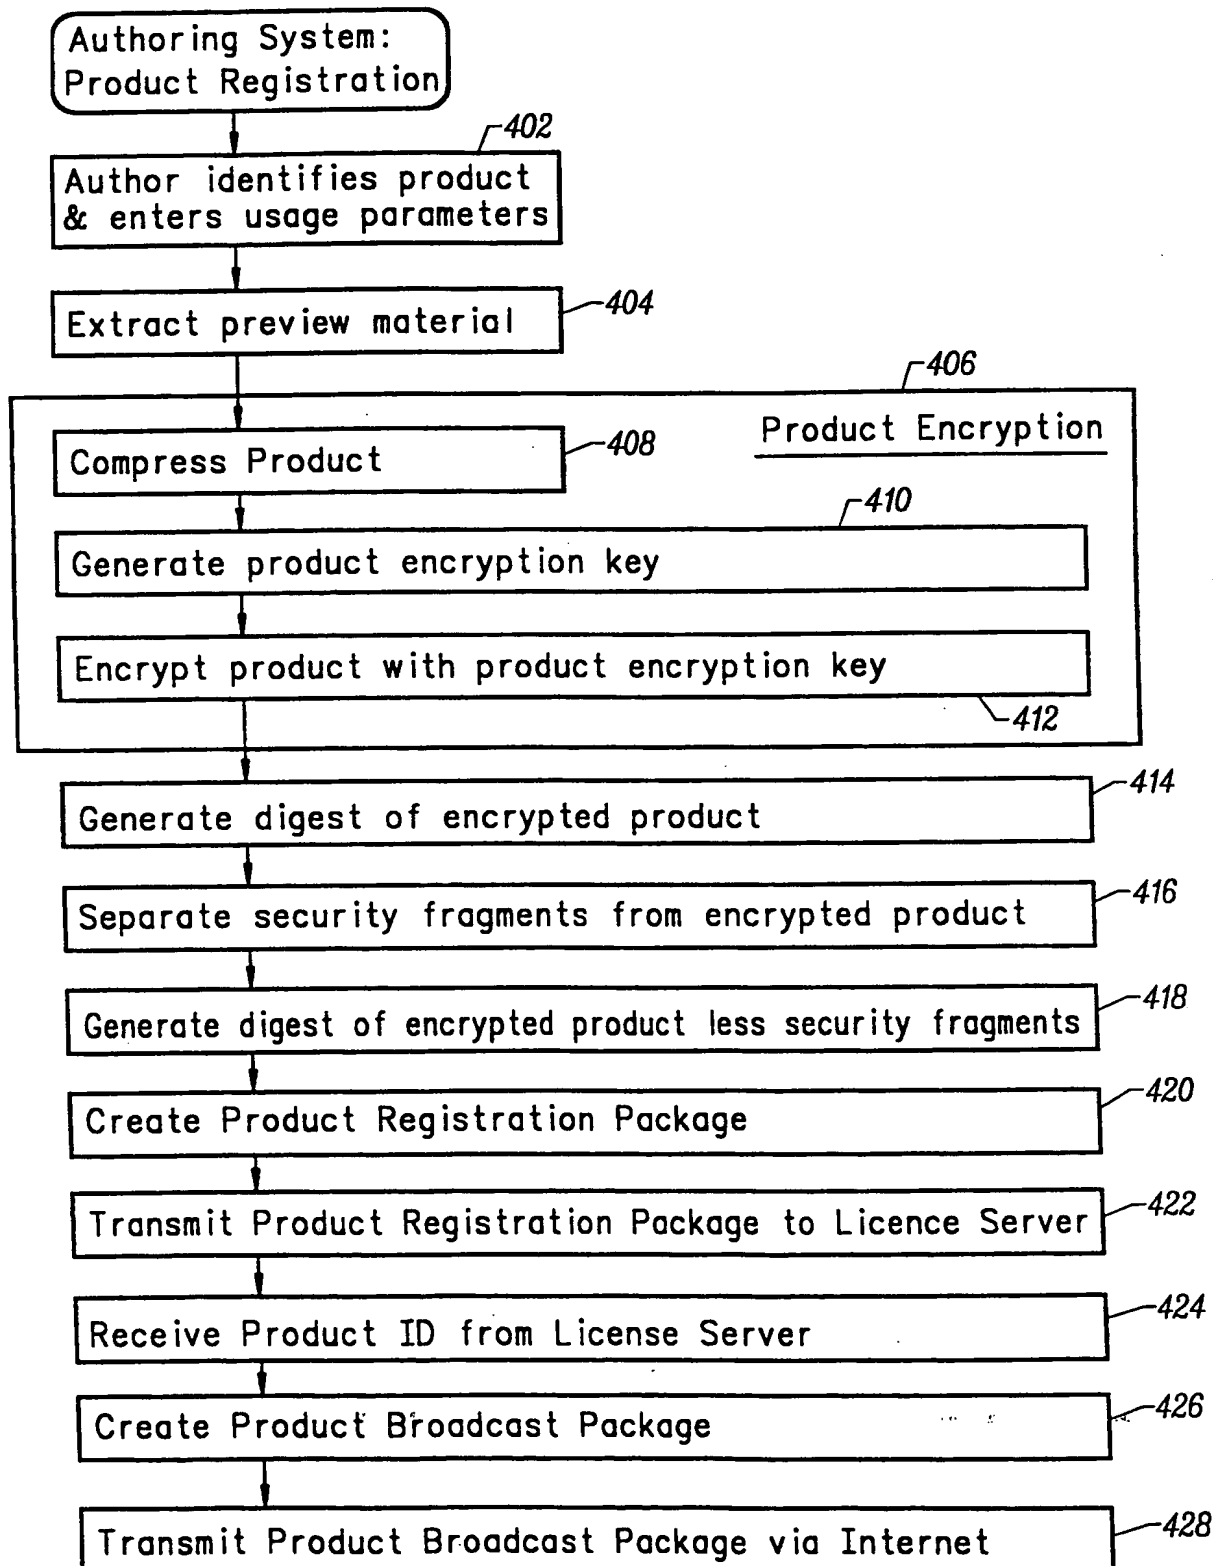 Authoring System:
Product Registration
402
Author identifies product
& enters usage parameters
404
Extract preview material
406
Product Encryption
408
Compress Product
410
Generate product encryption key
Encrypt product with product encryption key
412
414
Generate digest of encrypted product
416
Separate security fragments from encrypted product
418
Generate digest of encrypted product less security fragments
420
Create Product Registration Package
422
Transmit Product Registration Package to Licence Server
424
Receive Product ID from License Server
426
Create Product Broadcast Package
428
Transmit Product Broadcast Package via Internet